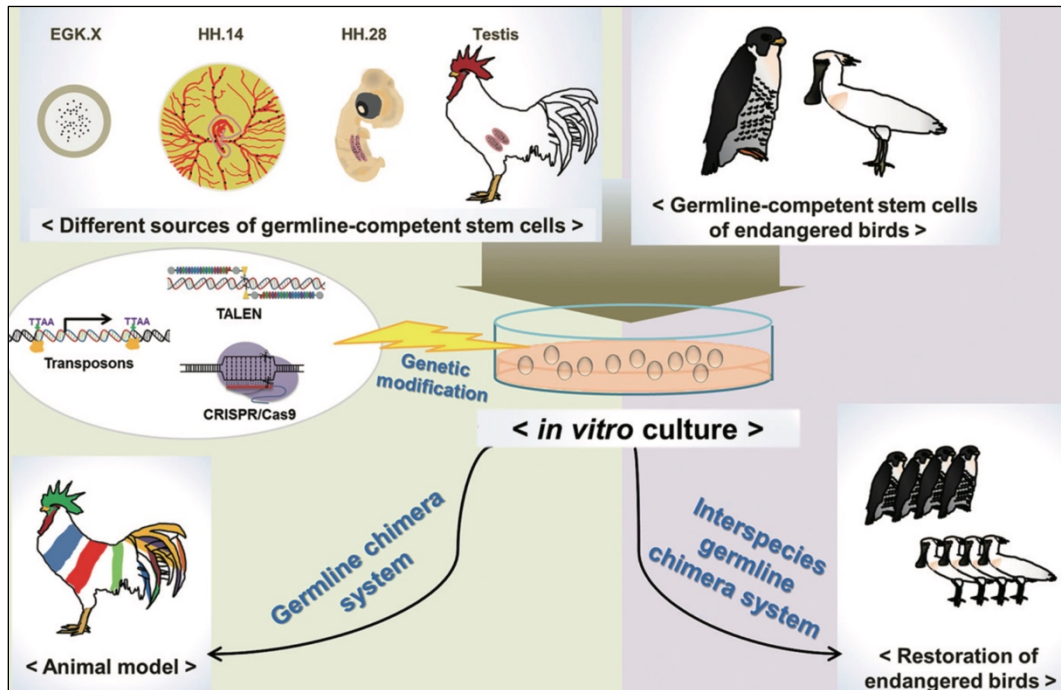 EGK.X
HH.14
HH.28
Testis
< Different sources of germline-competent stem cells >
< Germline-competent stem cells
of endangered birds >
TALEN
TTAA
TTAA
Transposons
CRISPR/Cas9
Genetic
modification
< in vitro culture >
Germline chimera
system
Interspecies
germline
chimera system
< Animal model >
< Restoration of
endangered birds >